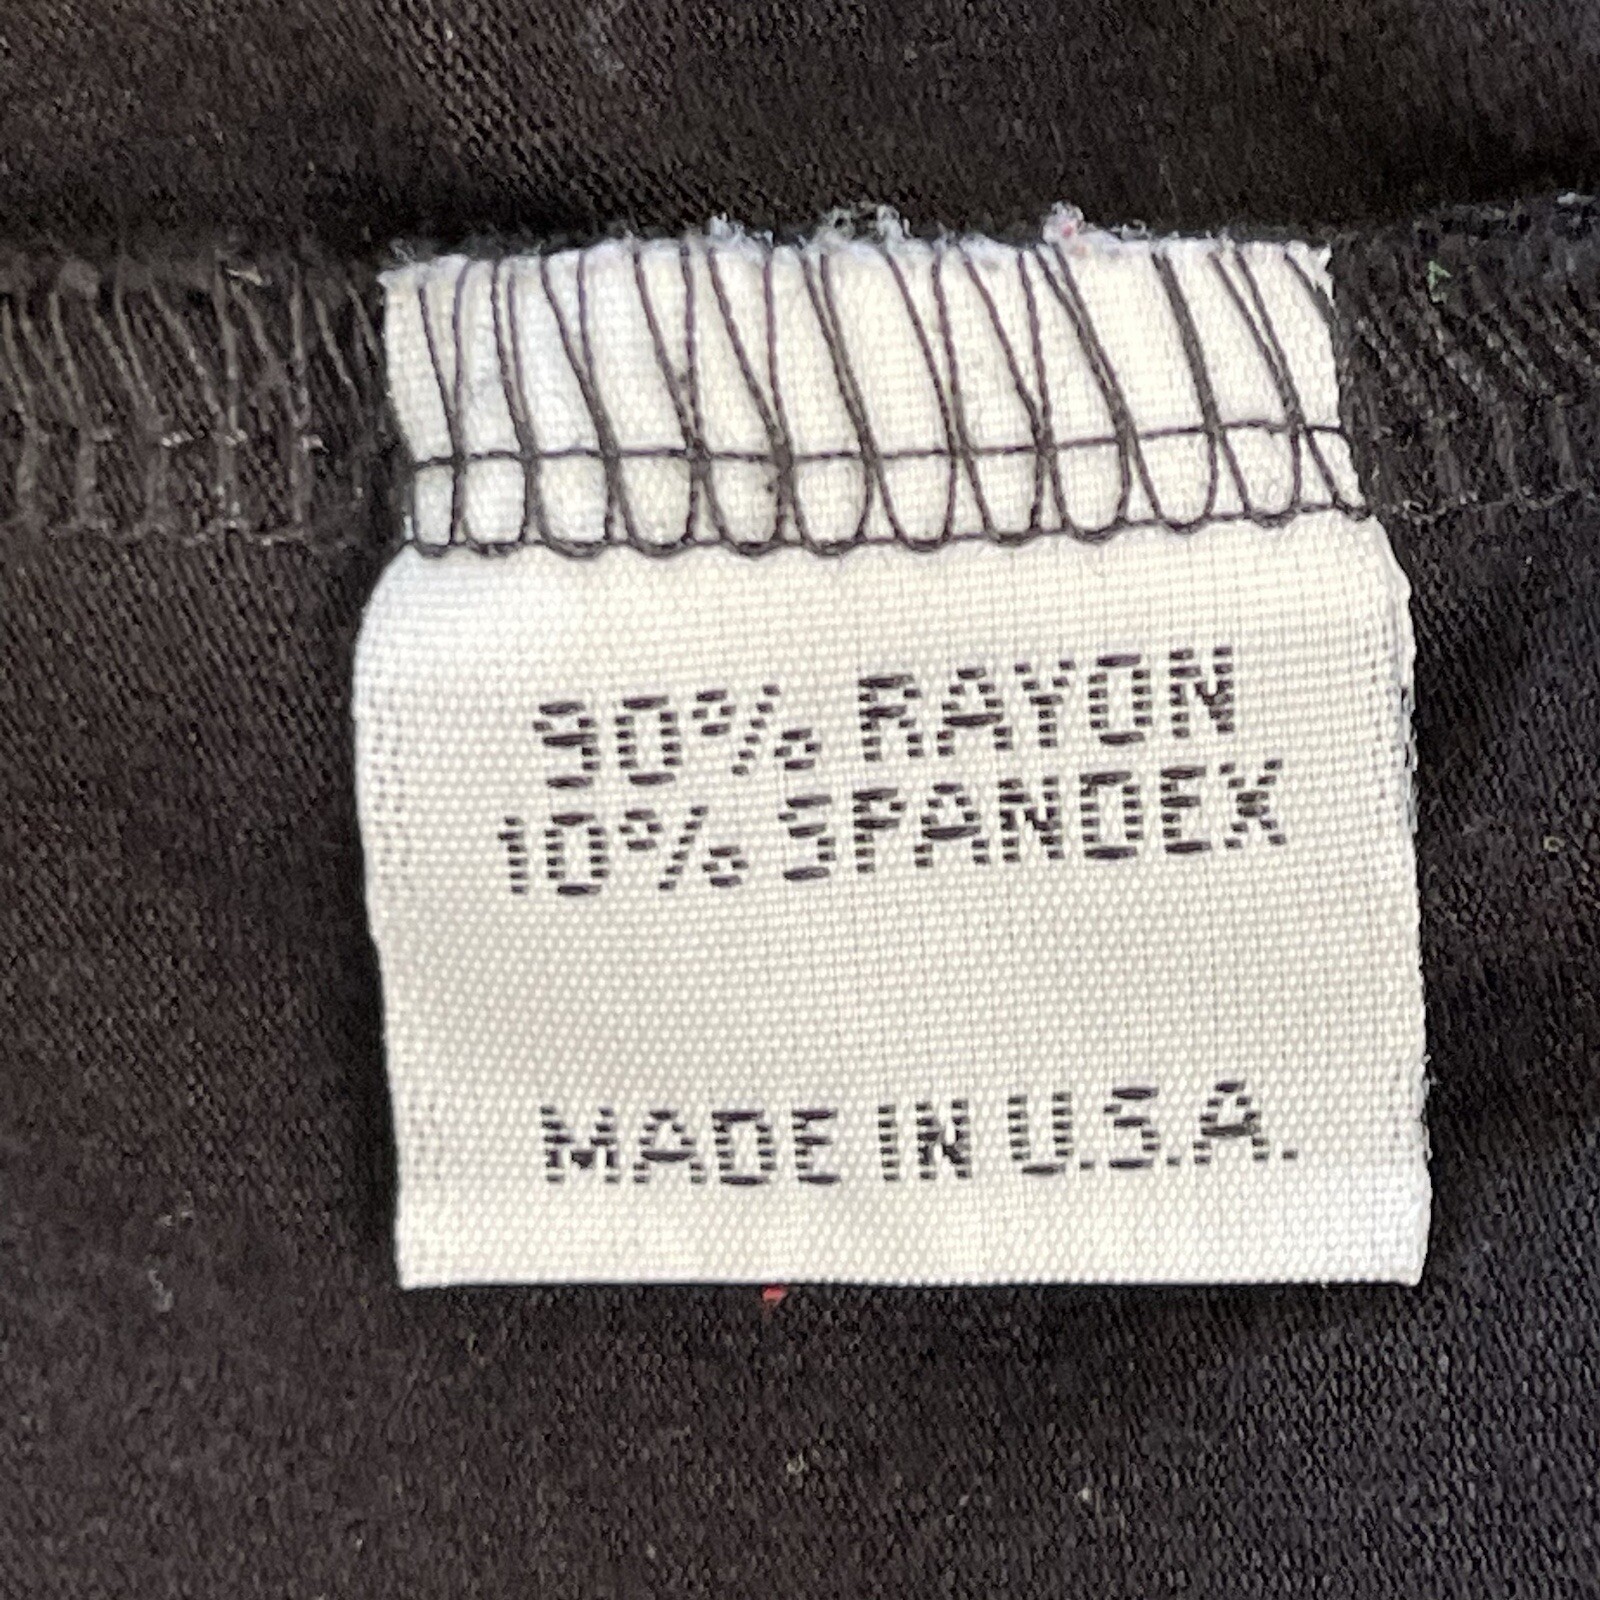 90% RAYON
10% SPANDEX
MADE IN U.S.A.